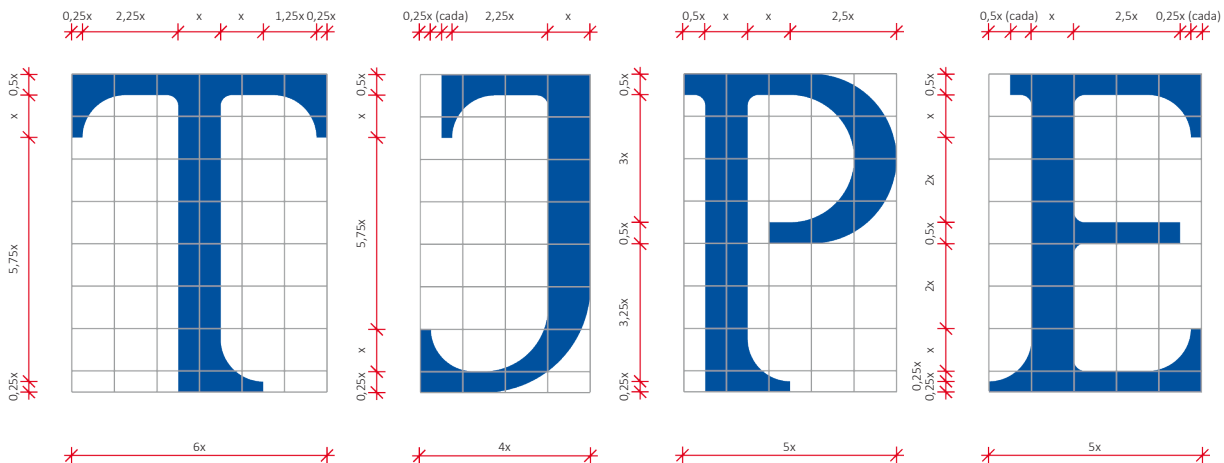 0,25x 2,25x x x 1,25x 0,25x
0,5x
x
5,75x
0,25x
6x
T
0,25x (cada) 2,25x x
x
5,75x
x
0,25x
4x
J
0,5x x x 2,5x
0,5x
3x
0,5x
3,25x
0,25x
5x
P
0,5x (cada) x 2,5x 0,25x (cada)
0,5x
x
2x
0,5x
2x
x
0,25x
0,25x
5x
E